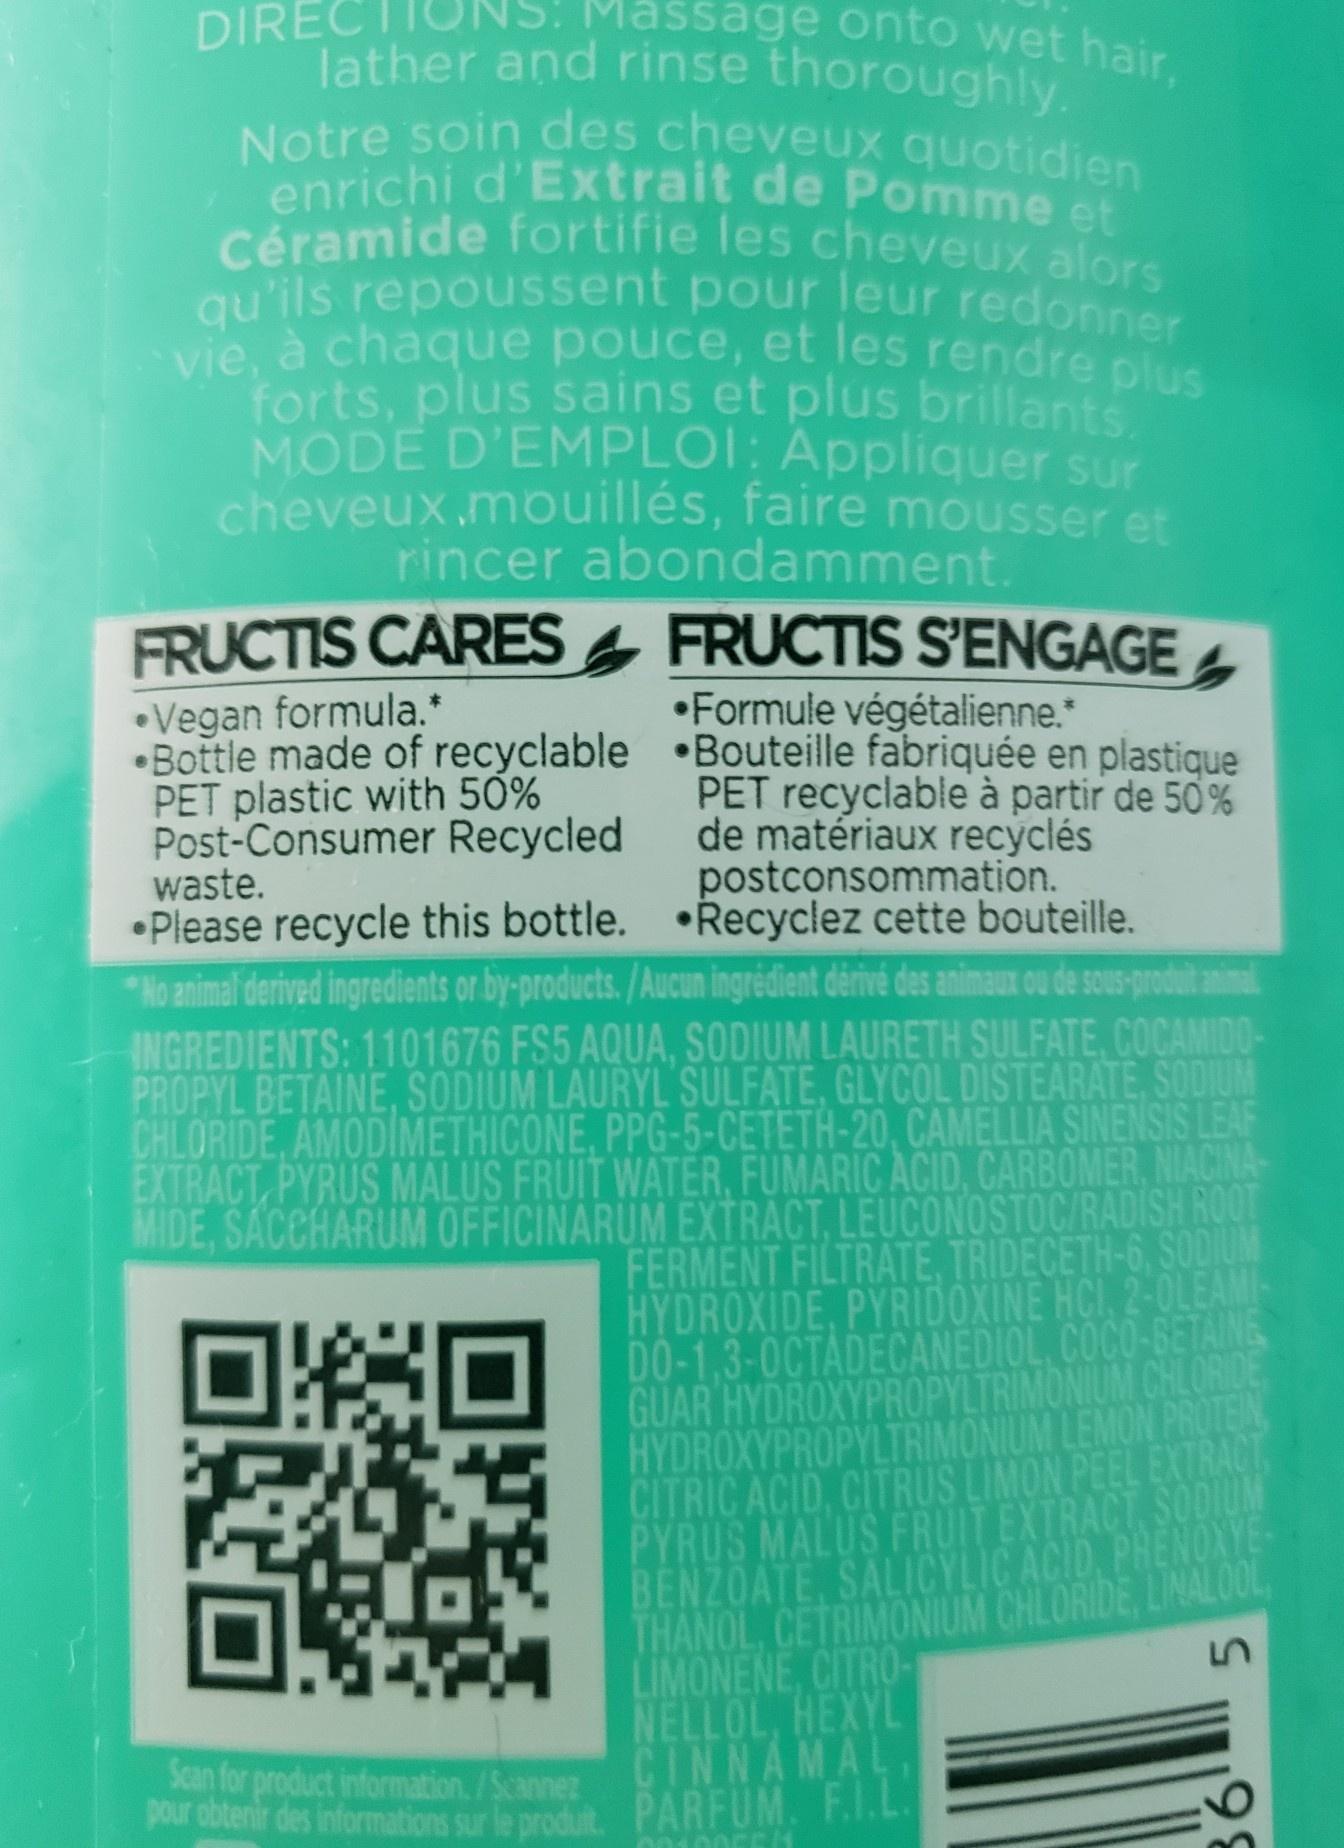 DIRECTIONS: Massage onto wet hair,
lather and rinse thoroughly.
Notre soin des cheveux quotidien
enrichi d'Extrait de Pomme et
Céramide fortifie les cheveux alors
qu'ils repoussent pour leur redonner
vie, à chaque pouce, et les rendre plus
forts, plus sains et plus brillants.
MODE D'EMPLOI: Appliquer sur
cheveux mouillés, faire mousser et
rincer abondamment.
FRUCTIS CARES
•Vegan formula.*
•Bottle made of recyclable
PET plastic with 50%
Post-Consumer Recycled
waste.
•Please recycle this bottle.
FRUCTIS S'ENGAGE
•Formule végétalienne.*
•Bouteille fabriquée en plastique
PET recyclable à partir de 50%
de matériaux recyclés
postconsommation.
•Recyclez cette bouteille.
*No animal derived ingredients or by-products. / Aucun ingrédient dérivé des animaux ou de sous-produit animal.
INGREDIENTS: 1101676 FS5 AQUA, SODIUM LAURETH SULFATE, COCAMIDO-
PROPYL BETAINE, SODIUM LAURYL SULFATE, GLYCOL DISTEARATE, SODIUM
CHLORIDE, AMODIMETHICONE, PPG-5-CETETH-20, CAMELLIA SINENSIS LEAF
EXTRACT, PYRUS MALUS FRUIT WATER, FUMARIC ACID, CARBOMER, NIACINA-
MIDE, SACCHARUM OFFICINARUM EXTRACT, LEUCONOSTOC/RADISH ROOT
FERMENT FILTRATE, TRIDECETH-6, SODIUM
HYDROXIDE, PYRIDOXINE HCI, 2-OLEAMI-
DO-1,3-OCTADECANEDIOL, COCO-BETAINE,
GUAR HYDROXYPROPYLTRIMONIUM CHLORIDE,
HYDROXYPROPYLTRIMONIUM LEMON PROTEIN,
CITRIC ACID, CITRUS LIMON PEEL EXTRACT,
PYRUS MALUS FRUIT EXTRACT, SODIUM
BENZOATE, SALICYLIC ACID, PHENOXYE-
THANOL, CETRIMONIUM CHLORIDE, LINALOOL,
LIMONENE, CITRO-
NELLOL, HEXYL
CINNAMAL,
PARFUM. F.I.L.
Scan for product information. / Scannez
pour obtenir des informations sur le produit.
5
36